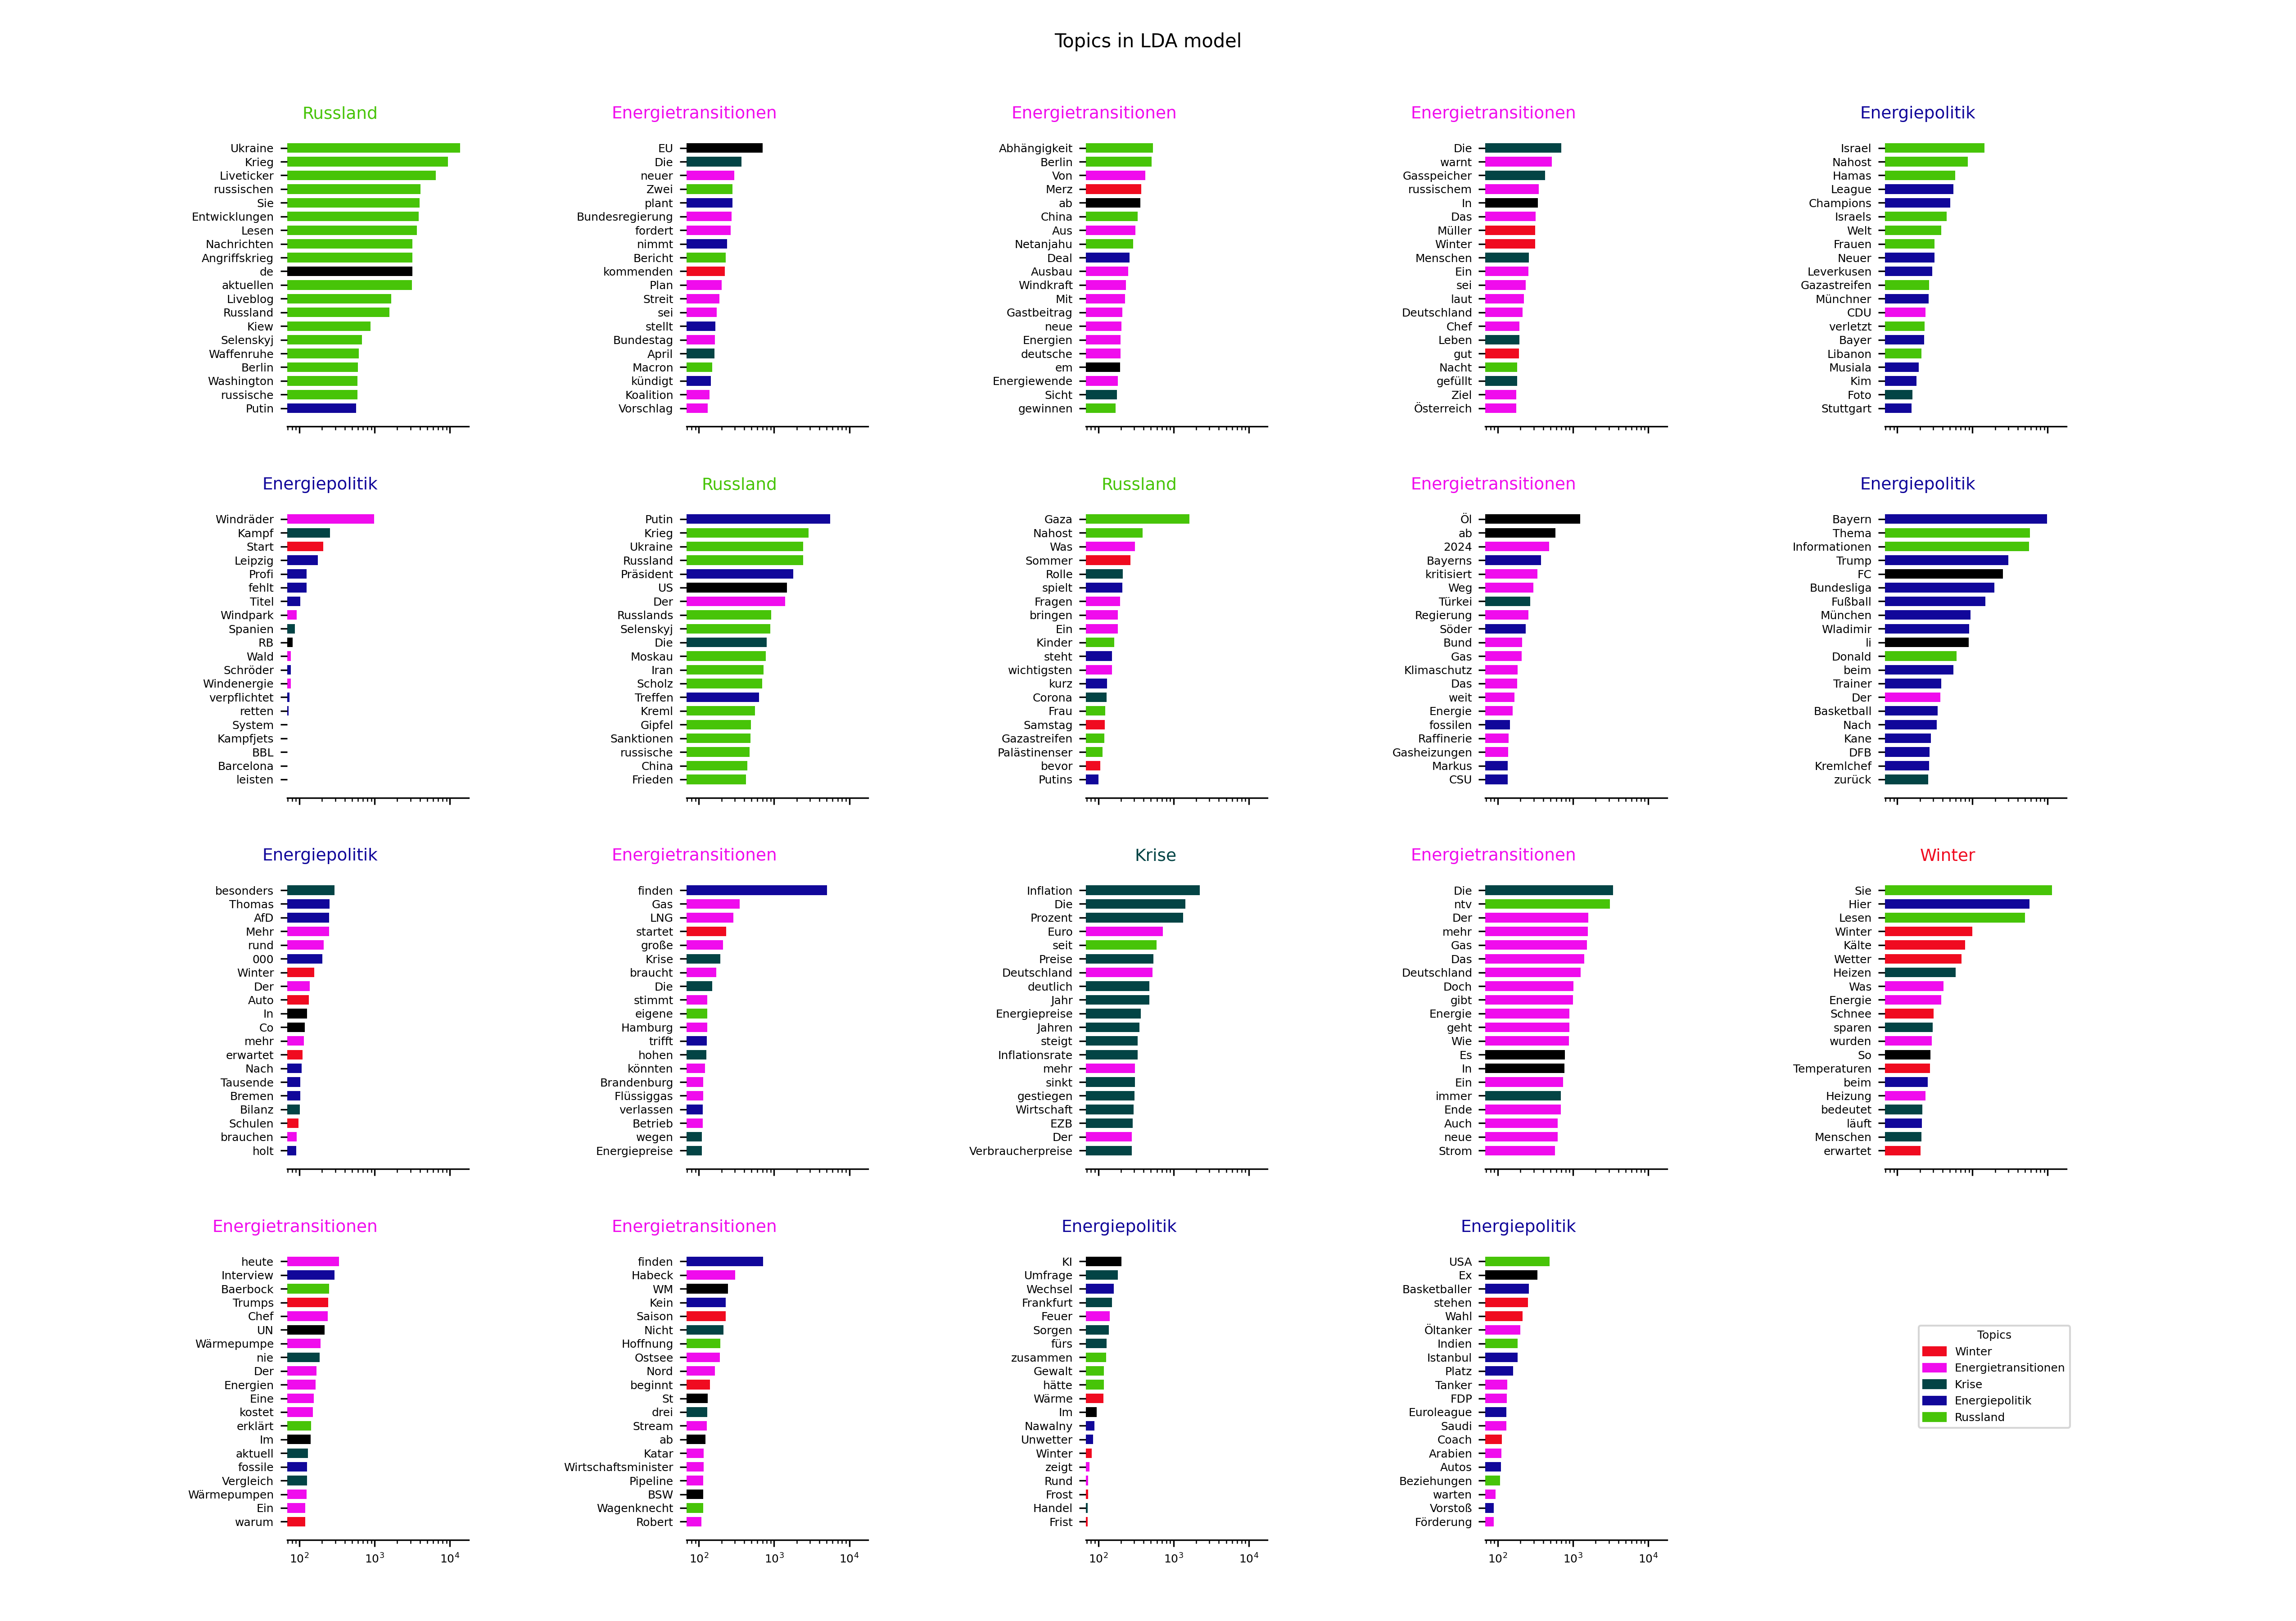 Topics in LDA model
Russland
Ukraine
Krieg
Liveticker
russischen
Sie
Entwicklungen
Lesen
Nachrichten
Angriffskrieg
de
aktuellen
Liveblog
Russland
Kiew
Selenskyj
Waffenruhe
Berlin
Washington
russische
Putin
Energietransitionen
EU
Die
neuer
Zwei
plant
Bundesregierung
fordert
nimmt
Bericht
kommenden
Plan
Streit
sei
stellt
Bundestag
April
Macron
kündigt
Koalition
Vorschlag
Energietransitionen
Abhängigkeit
Berlin
Von
Merz
ab
China
Aus
Netanjahu
Deal
Ausbau
Windkraft
Mit
Gastbeitrag
neue
Energien
deutsche
em
Energiewende
Sicht
gewinnen
Energietransitionen
Die
warnt
Gasspeicher
russischem
In
Das
Müller
Winter
Menschen
Ein
sei
laut
Deutschland
Chef
Leben
gut
Nacht
gefüllt
Ziel
Österreich
Energiepolitik
Israel
Nahost
Hamas
League
Champions
Israels
Welt
Frauen
Neuer
Leverkusen
Gazastreifen
Münchner
CDU
verletzt
Bayer
Libanon
Musiala
Kim
Foto
Stuttgart
Energiepolitik
Windräder
Kampf
Start
Leipzig
Profi
fehlt
Titel
Windpark
Spanien
RB
Wald
Schröder
Windenergie
verpflichtet
retten
System
Kampfjets
BBL
Barcelona
leisten
Russland
Putin
Krieg
Ukraine
Russland
Präsident
US
Der
Russlands
Selenskyj
Die
Moskau
Iran
Scholz
Treffen
Kreml
Gipfel
Sanktionen
russische
China
Frieden
Russland
Gaza
Nahost
Was
Sommer
Rolle
spielt
Fragen
bringen
Ein
Kinder
steht
wichtigsten
kurz
Corona
Frau
Samstag
Gazastreifen
Palästinenser
bevor
Putins
Energietransitionen
Öl
ab
2024
Bayerns
kritisiert
Weg
Türkei
Regierung
Söder
Bund
Gas
Klimaschutz
Das
weit
Energie
fossilen
Raffinerie
Gasheizungen
Markus
CSU
Energiepolitik
Bayern
Thema
Informationen
Trump
FC
Bundesliga
Fußball
München
Wladimir
li
Donald
beim
Trainer
Der
Basketball
Nach
Kane
DFB
Kremlchef
zurück
Energiepolitik
besonders
Thomas
AfD
Mehr
rund
000
Winter
Der
Auto
In
Co
mehr
erwartet
Nach
Tausende
Bremen
Bilanz
Schulen
brauchen
holt
Energietransitionen
finden
Gas
LNG
startet
große
Krise
braucht
Die
stimmt
eigene
Hamburg
trifft
hohen
könnten
Brandenburg
Flüssiggas
verlassen
Betrieb
wegen
Energiepreise
Krise
Inflation
Die
Prozent
Euro
seit
Preise
Deutschland
deutlich
Jahr
Energiepreise
Jahren
steigt
Inflationsrate
mehr
sinkt
gestiegen
Wirtschaft
EZB
Der
Verbraucherpreise
Energietransitionen
Die
ntv
Der
mehr
Gas
Das
Deutschland
Doch
gibt
Energie
geht
Wie
Es
In
Ein
immer
Ende
Auch
neue
Strom
Winter
Sie
Hier
Lesen
Winter
Kälte
Wetter
Heizen
Was
Energie
Schnee
sparen
wurden
So
Temperaturen
beim
Heizung
bedeutet
läuft
Menschen
erwartet
Energietransitionen
heute
Interview
Baerbock
Trumps
Chef
UN
Wärmepumpe
nie
Der
Energien
Eine
kostet
erklärt
Im
aktuell
fossile
Vergleich
Wärmepumpen
Ein
warum
10² 10³ 10⁴
Energietransitionen
finden
Habeck
WM
Kein
Saison
Nicht
Hoffnung
Ostsee
Nord
beginnt
St
drei
Stream
ab
Katar
Wirtschaftsminister
Pipeline
BSW
Wagenknecht
Robert
10² 10³ 10⁴
Energiepolitik
KI
Umfrage
Wechsel
Frankfurt
Feuer
Sorgen
fürs
zusammen
Gewalt
hätte
Wärme
Im
Nawalny
Unwetter
Winter
zeigt
Rund
Frost
Handel
Frist
10² 10³ 10⁴
Energiepolitik
USA
Ex
Basketballer
stehen
Wahl
Öltanker
Indien
Istanbul
Platz
Tanker
FDP
Euroleague
Saudi
Coach
Arabien
Autos
Beziehungen
warten
Vorstoß
Förderung
10² 10³ 10⁴
Topics
Winter
Energietransitionen
Krise
Energiepolitik
Russland